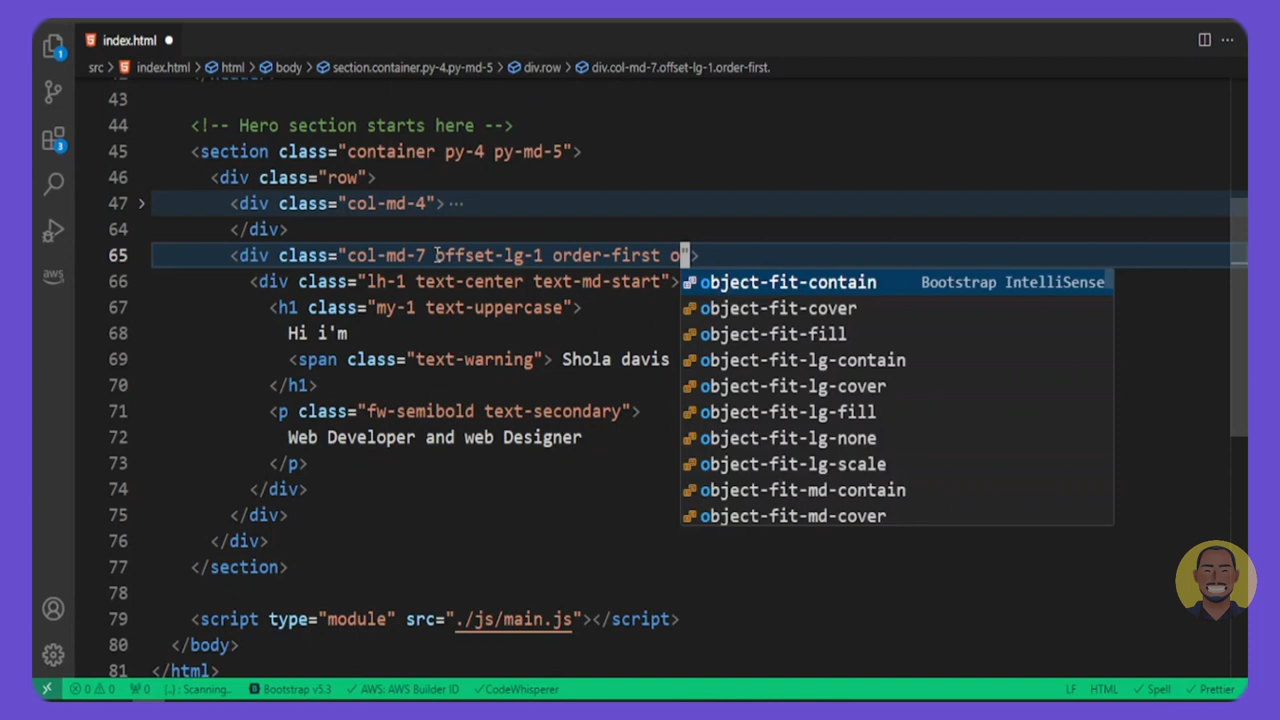 index.html
src > index.html > html > body > section.container.py-4.py-md-5 > div.row > div.col-md-7.offset-lg-1.order-first.
1
3
aws
43
44 <!-- Hero section starts here -->
45 <section class="container py-4 py-md-5">
46 <div class="row">
47 <div class="col-md-4"> ...
64 </div>
65 <div class="col-md-7 offset-lg-1 order-first o">
66 <div class="lh-1 text-center text-md-start">
67 <h1 class="my-1 text-uppercase">
68 Hi i'm
69 <span class="text-warning"> Shola davis
70 </h1>
71 <p class="fw-semibold text-secondary">
72 Web Developer and web Designer
73 </p>
74 </div>
75 </div>
76 </div>
77 </section>
78
79 <script type="module" src="./js/main.js"></script>
80 </body>
81 </html>
object-fit-contain Bootstrap IntelliSense
object-fit-cover
object-fit-fill
object-fit-lg-contain
object-fit-lg-cover
object-fit-lg-fill
object-fit-lg-none
object-fit-lg-scale
object-fit-md-contain
object-fit-md-cover
0 0 0 [..] : Scanning.. Bootstrap v5.3 AWS: AWS Builder ID CodeWhisperer LF HTML Spell Prettier